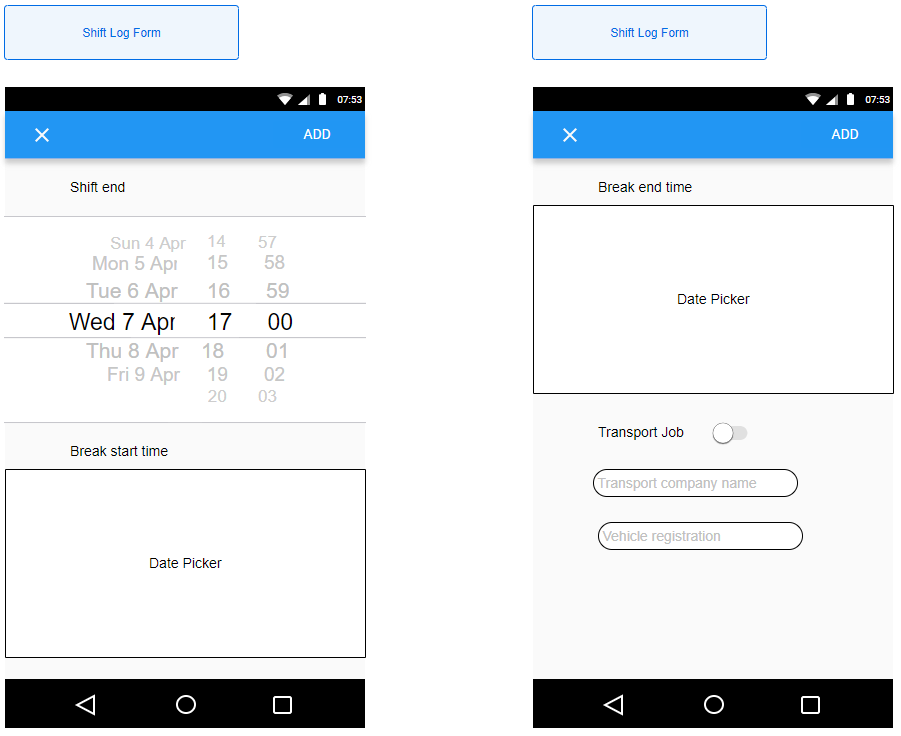 Shift Log Form
07:53
ADD
Shift end
Sun 4 Apr 14 57
Mon 5 Apr 15 58
Tue 6 Apr 16 59
Wed 7 Apr 17 00
Thu 8 Apr 18 01
Fri 9 Apr 19 02
20 03
Break start time
Date Picker
Shift Log Form
07:53
ADD
Break end time
Date Picker
Transport Job
Transport company name
Vehicle registration